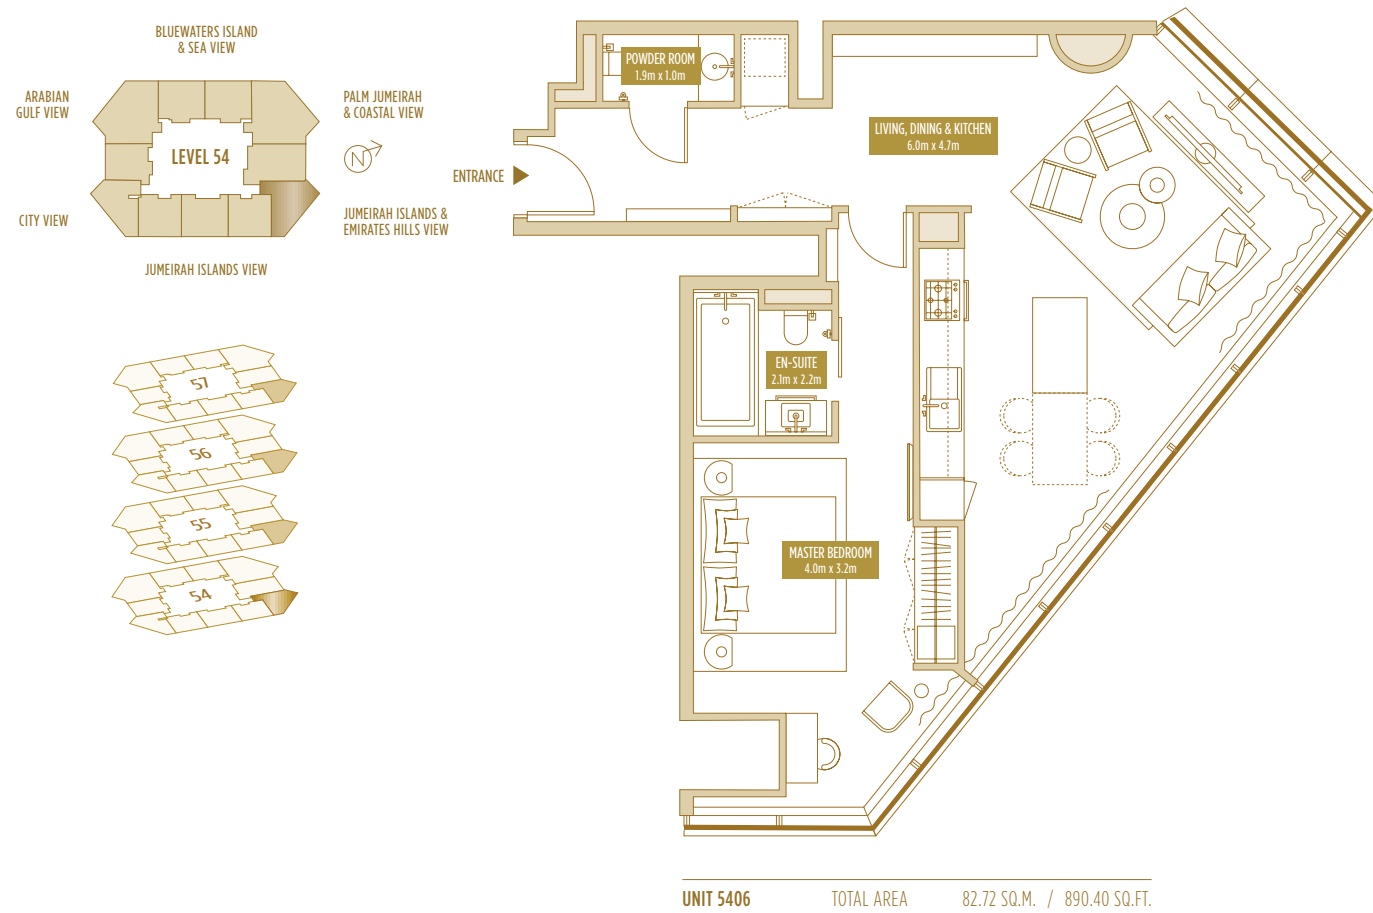 BLUEWATERS ISLAND
& SEA VIEW
ARABIAN
GULF VIEW
PALM JUMEIRAH
& COASTAL VIEW
LEVEL 54
N
CITY VIEW
JUMEIRAH ISLANDS &
EMIRATES HILLS VIEW
JUMEIRAH ISLANDS VIEW
57
56
55
54
ENTRANCE
POWDER ROOM
1.9m x 1.0m
LIVING, DINING & KITCHEN
6.0m x 4.7m
EN-SUITE
2.1m x 2.2m
MASTER BEDROOM
4.0m x 3.2m
UNIT 5406 TOTAL AREA 82.72 SQ.M. / 890.40 SQ.FT.